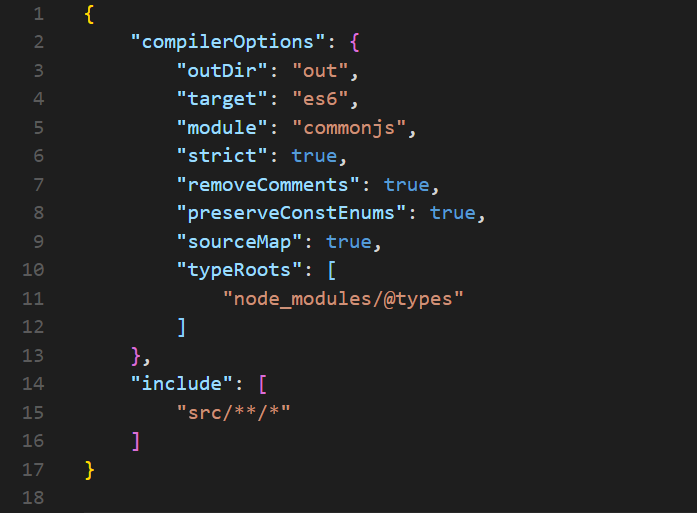 1 {
2     "compilerOptions": {
3         "outDir": "out",
4         "target": "es6",
5         "module": "commonjs",
6         "strict": true,
7         "removeComments": true,
8         "preserveConstEnums": true,
9         "sourceMap": true,
10         "typeRoots": [
11             "node_modules/@types"
12         ]
13     },
14     "include": [
15         "src/**/*"
16     ]
17 }
18